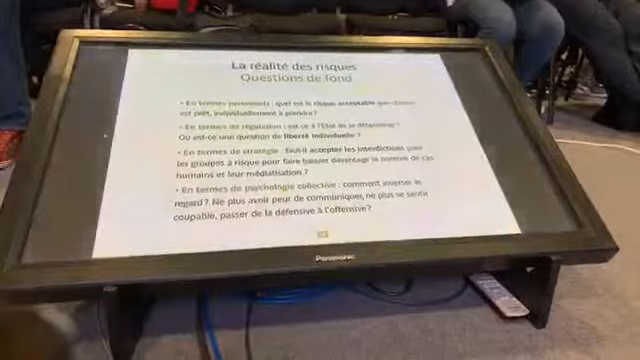 La réalité des risques
Questions de fond
• En termes personnels : quel est le risque acceptable que chacun
est prêt, individuellement à prendre?
• En termes de régulation : est-ce à l'Etat de le déterminer?
Ou est-ce une question de liberté individuelle ?
• En termes de stratégie : faut-il accepter les interdictions pour
les groupes à risque pour faire baisser davantage le nombre de cas
humains et leur médiatisation ?
• En termes de psychologie collective : comment inverser le
regard? Ne plus avoir peur de communiquer, ne plus se sentir
coupable, passer de la défensive à l'offensive?
Panasonic